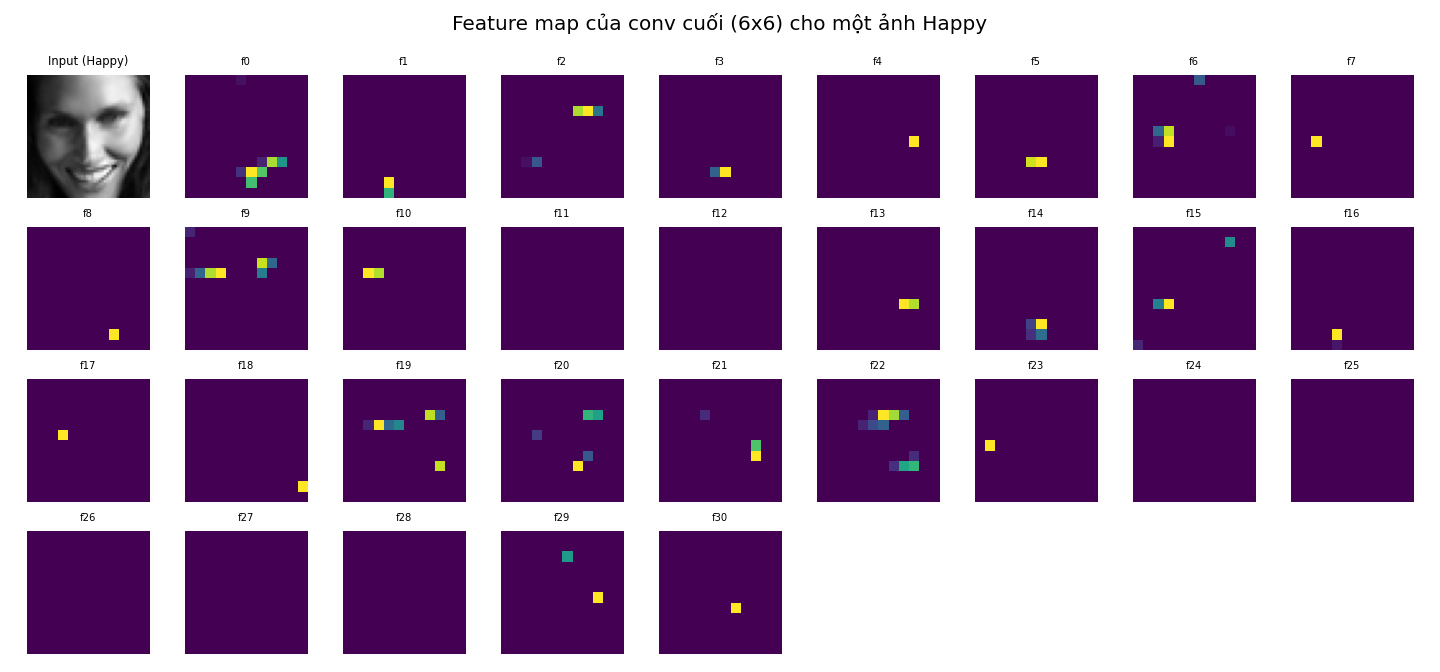 Feature map của conv cuối (6x6) cho một ảnh Happy
Input (Happy)
f0
f1
f2
f3
f4
f5
f6
f7
f8
f9
f10
f11
f12
f13
f14
f15
f16
f17
f18
f19
f20
f21
f22
f23
f24
f25
f26
f27
f28
f29
f30